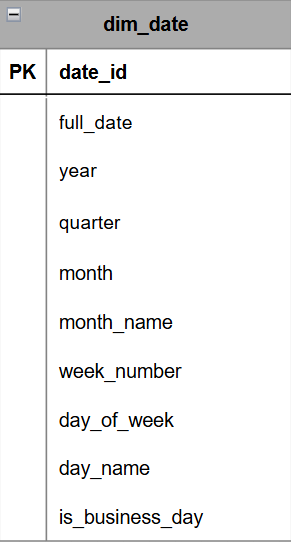 dim_date
PK date_id
full_date
year
quarter
month
month_name
week_number
day_of_week
day_name
is_business_day